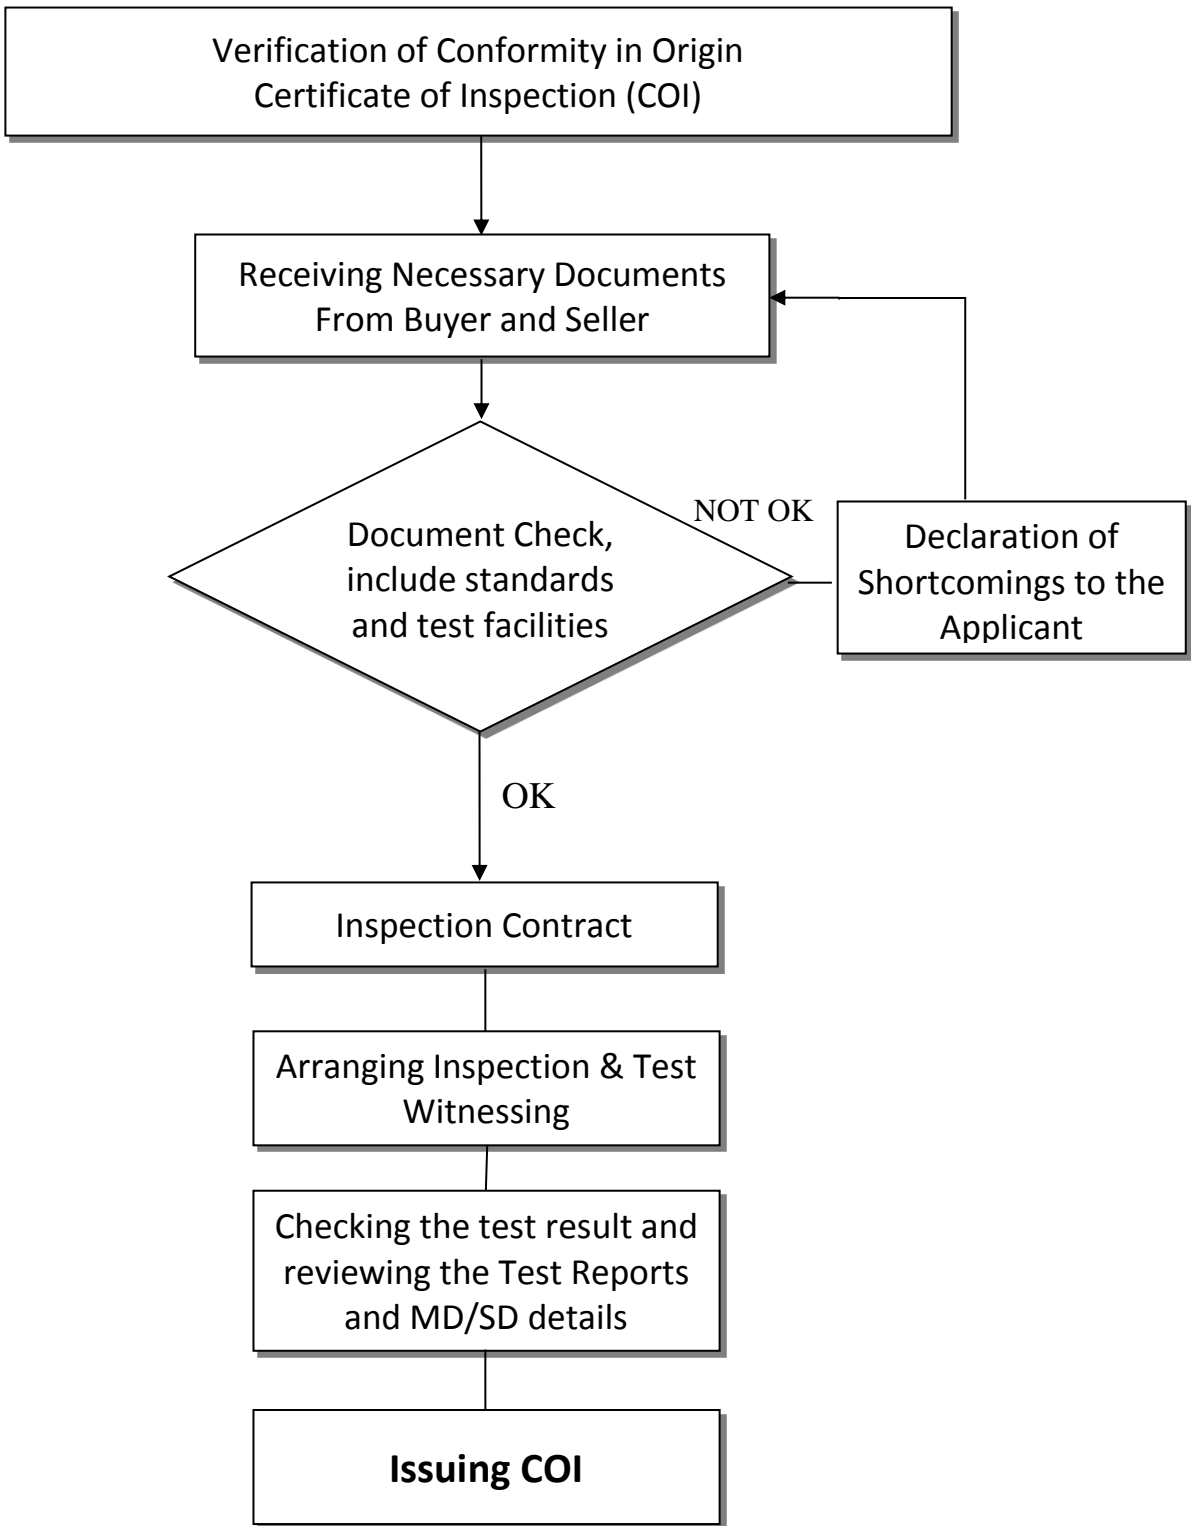 Verification of Conformity in Origin
Certificate of Inspection (COI)
Receiving Necessary Documents
From Buyer and Seller
NOT OK
Document Check,
include standards
and test facilities
Declaration of
Shortcomings to the
Applicant
OK
Inspection Contract
Arranging Inspection & Test
Witnessing
Checking the test result and
reviewing the Test Reports
and MD/SD details
Issuing COI